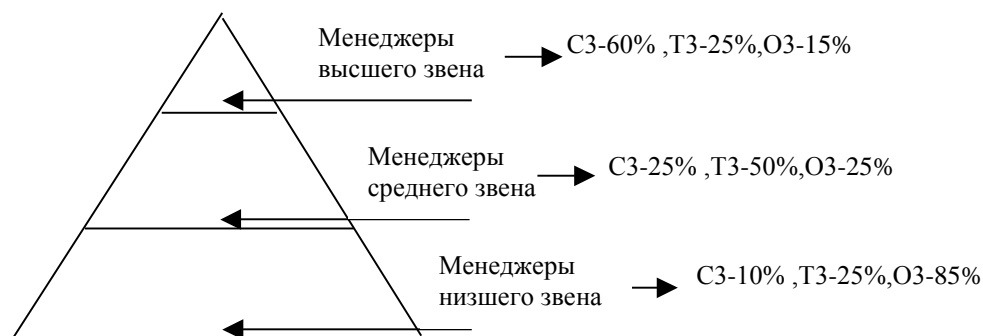 Менеджеры
высшего звена
СЗ-60% ,ТЗ-25%,ОЗ-15%
Менеджеры
среднего звена
СЗ-25% ,ТЗ-50%,ОЗ-25%
Менеджеры
низшего звена
СЗ-10% ,ТЗ-25%,ОЗ-85%